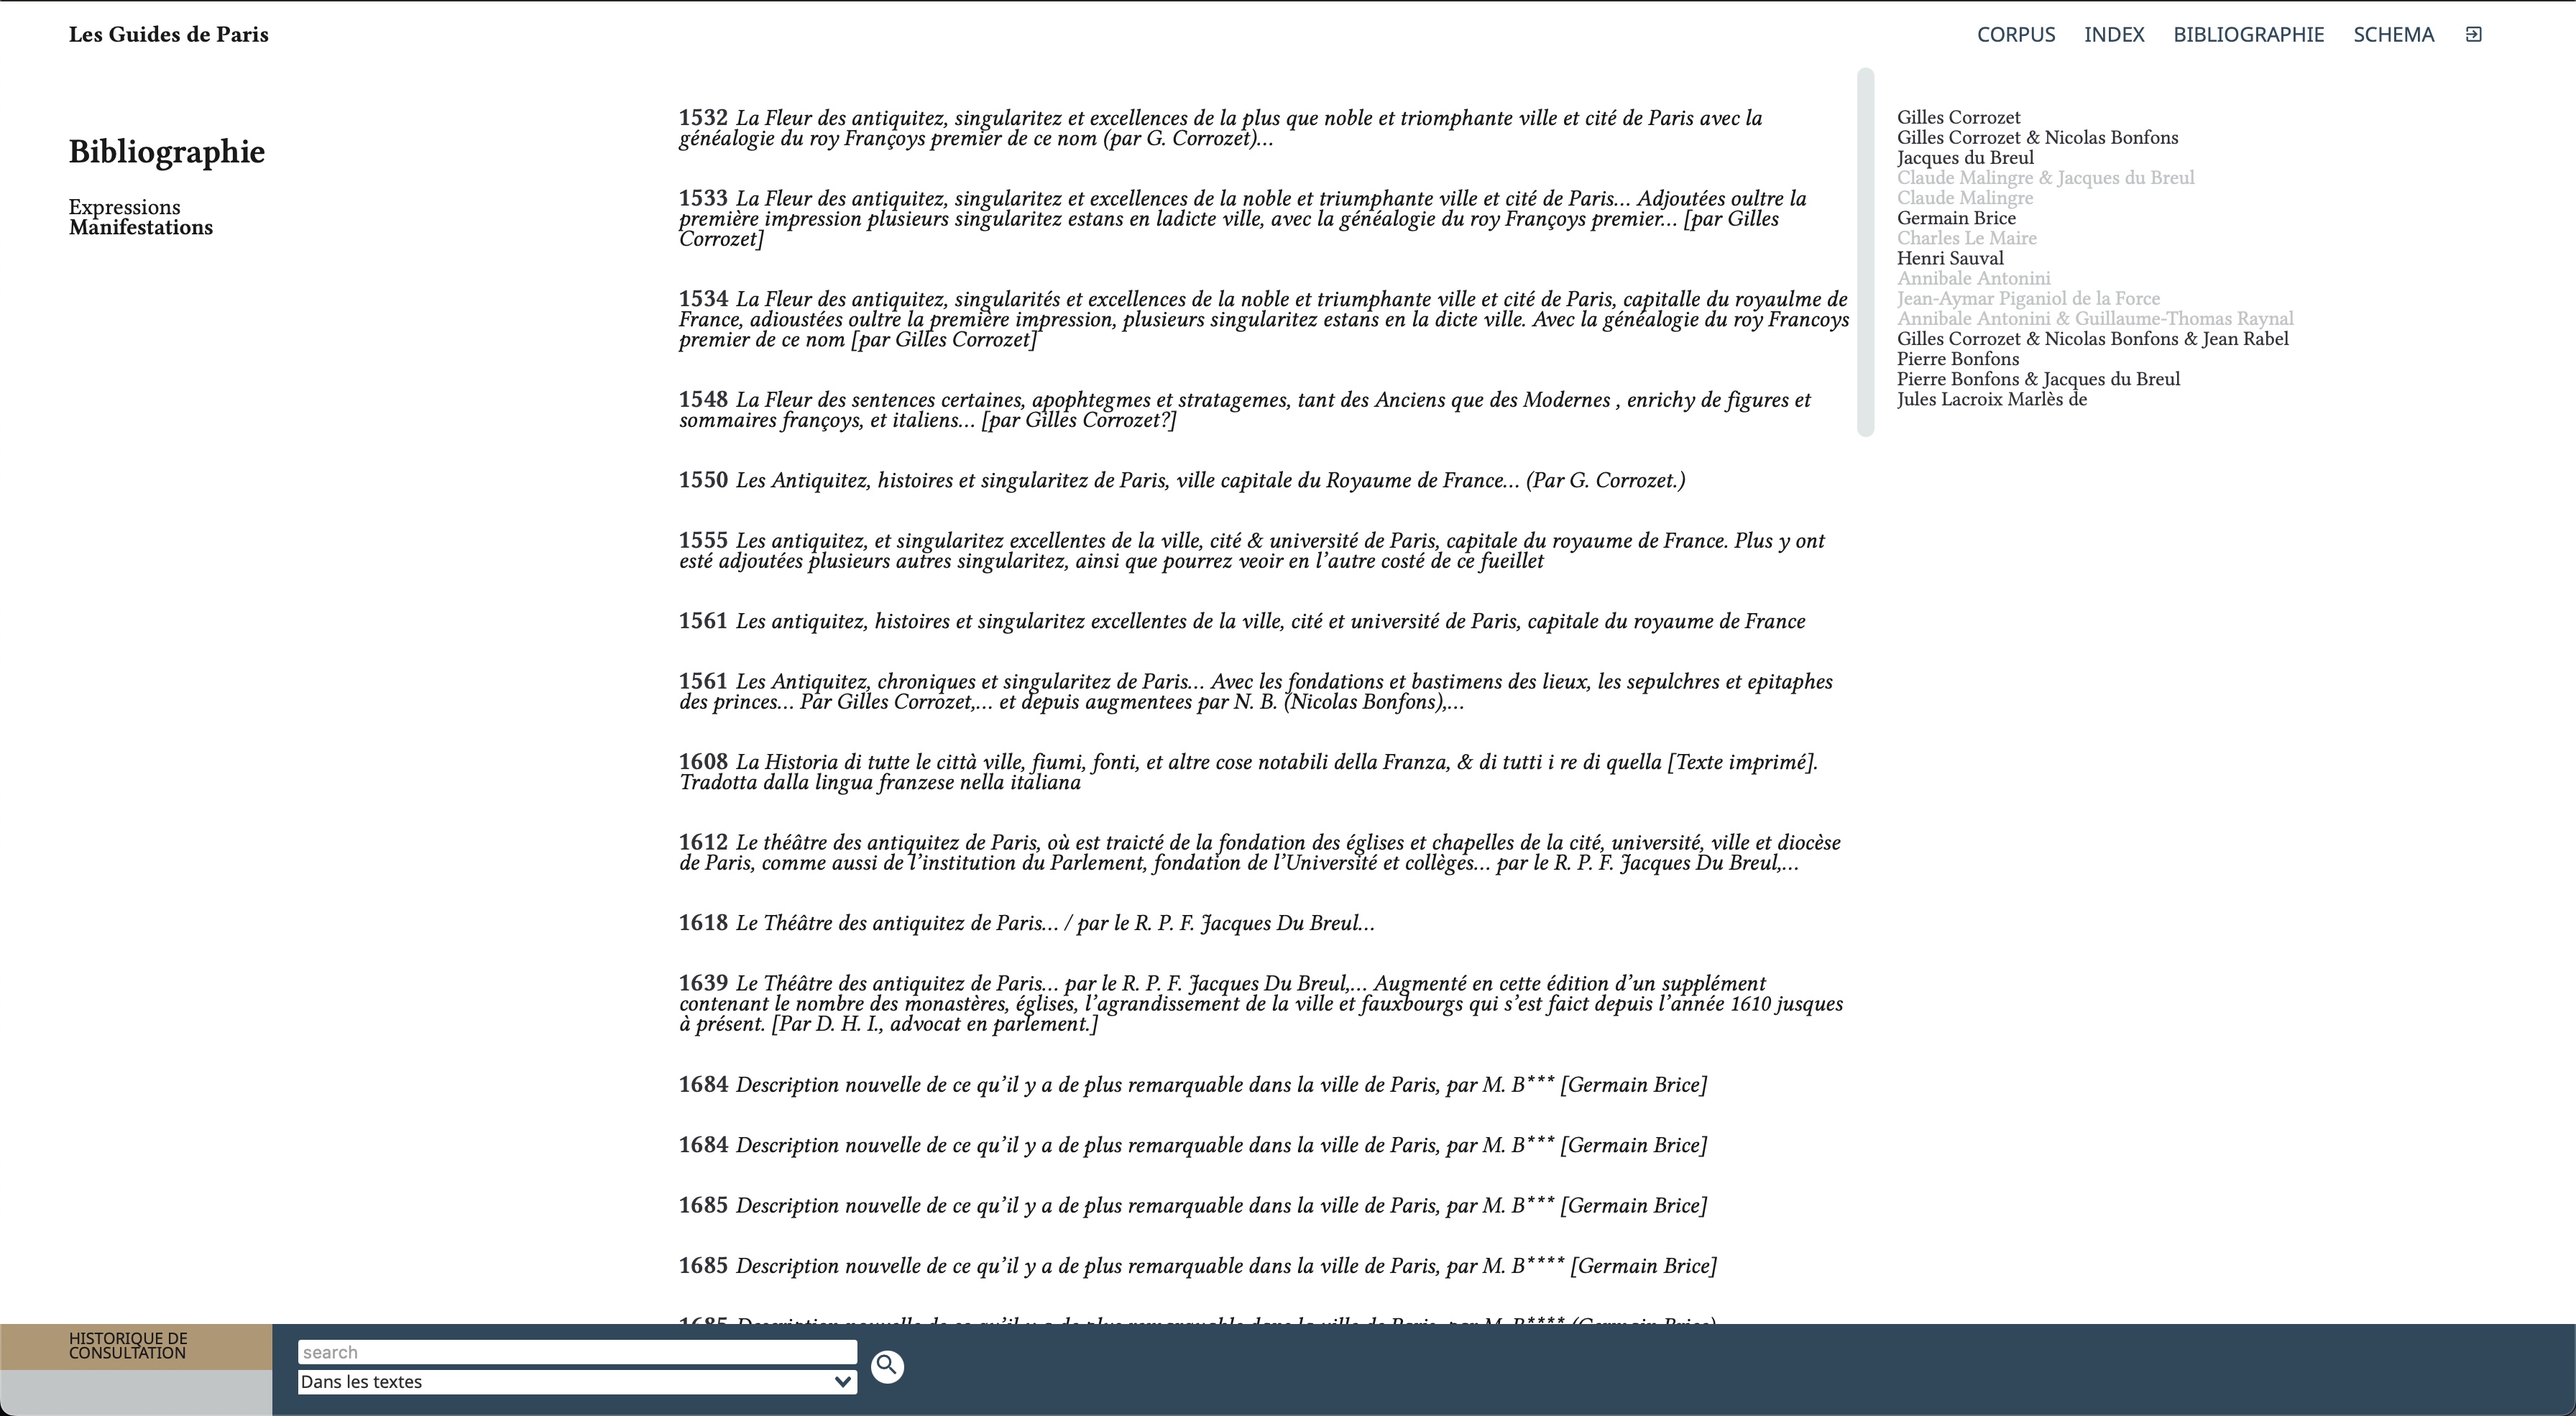 Les Guides de Paris
CORPUS INDEX BIBLIOGRAPHIE SCHEMA
Bibliographie
Expressions
Manifestations
1532 La Fleur des antiquitez, singularitez et excellences de la plus que noble et triomphante ville et cité de Paris avec la
généalogie du roy Françoys premier de ce nom (par G. Corrozet)…
1533 La Fleur des antiquitez, singularitez et excellences de la noble et triumphante ville et cité de Paris… Adjoutées oultre la
première impression plusieurs singularitez estans en ladicte ville, avec la généalogie du roy Françoys premier… [par Gilles
Corrozet]
1534 La Fleur des antiquitez, singularités et excellences de la noble et triumphante ville et cité de Paris, capitalle du royaulme de
France, adioustées oultre la première impression, plusieurs singularitez estans en la dicte ville. Avec la généalogie du roy Francoys
premier de ce nom [par Gilles Corrozet]
1548 La Fleur des sentences certaines, apophtegmes et stratagemes, tant des Anciens que des Modernes , enrichy de figures et
sommaires françoys, et italiens… [par Gilles Corrozet?]
1550 Les Antiquitez, histoires et singularitez de Paris, ville capitale du Royaume de France… (Par G. Corrozet.)
1555 Les antiquitez, et singularitez excellentes de la ville, cité & université de Paris, capitale du royaume de France. Plus y ont
esté adjoutées plusieurs autres singularitez, ainsi que pourrez veoir en l’autre costé de ce fueillet
1561 Les antiquitez, histoires et singularitez excellentes de la ville, cité et université de Paris, capitale du royaume de France
1561 Les Antiquitez, chroniques et singularitez de Paris… Avec les fondations et bastimens des lieux, les sepulchres et epitaphes
des princes… Par Gilles Corrozet,… et depuis augmentees par N. B. (Nicolas Bonfons),…
1608 La Historia di tutte le città ville, fiumi, fonti, et altre cose notabili della Franza, & di tutti i re di quella [Texte imprimé].
Tradotta dalla lingua franzese nella italiana
1612 Le théâtre des antiquitez de Paris, où est traicté de la fondation des églises et chapelles de la cité, université, ville et diocèse
de Paris, comme aussi de l’institution du Parlement, fondation de l’Université et collèges… par le R. P. F. Jacques Du Breul,…
1618 Le Théâtre des antiquitez de Paris… / par le R. P. F. Jacques Du Breul…
1639 Le Théâtre des antiquitez de Paris… par le R. P. F. Jacques Du Breul,… Augmenté en cette édition d’un supplément
contenant le nombre des monastères, églises, l’agrandissement de la ville et fauxbourgs qui s’est faict depuis l’année 1610 jusques
à présent. [Par D. H. I., advocat en parlement.]
1684 Description nouvelle de ce qu’il y a de plus remarquable dans la ville de Paris, par M. B*** [Germain Brice]
1684 Description nouvelle de ce qu’il y a de plus remarquable dans la ville de Paris, par M. B*** [Germain Brice]
1685 Description nouvelle de ce qu’il y a de plus remarquable dans la ville de Paris, par M. B*** [Germain Brice]
1685 Description nouvelle de ce qu’il y a de plus remarquable dans la ville de Paris, par M. B**** [Germain Brice]
1685 Description nouvelle de ce qu’il y a de plus remarquable dans la ville de Paris, par M. B**** (Germain Brice)
Gilles Corrozet
Gilles Corrozet & Nicolas Bonfons
Jacques du Breul
Claude Malingre & Jacques du Breul
Claude Malingre
Germain Brice
Charles Le Maire
Henri Sauval
Annibale Antonini
Jean-Aymar Piganiol de la Force
Annibale Antonini & Guillaume-Thomas Raynal
Gilles Corrozet & Nicolas Bonfons & Jean Rabel
Pierre Bonfons
Pierre Bonfons & Jacques du Breul
Jules Lacroix Marlès de
HISTORIQUE DE
CONSULTATION
search
Dans les textes